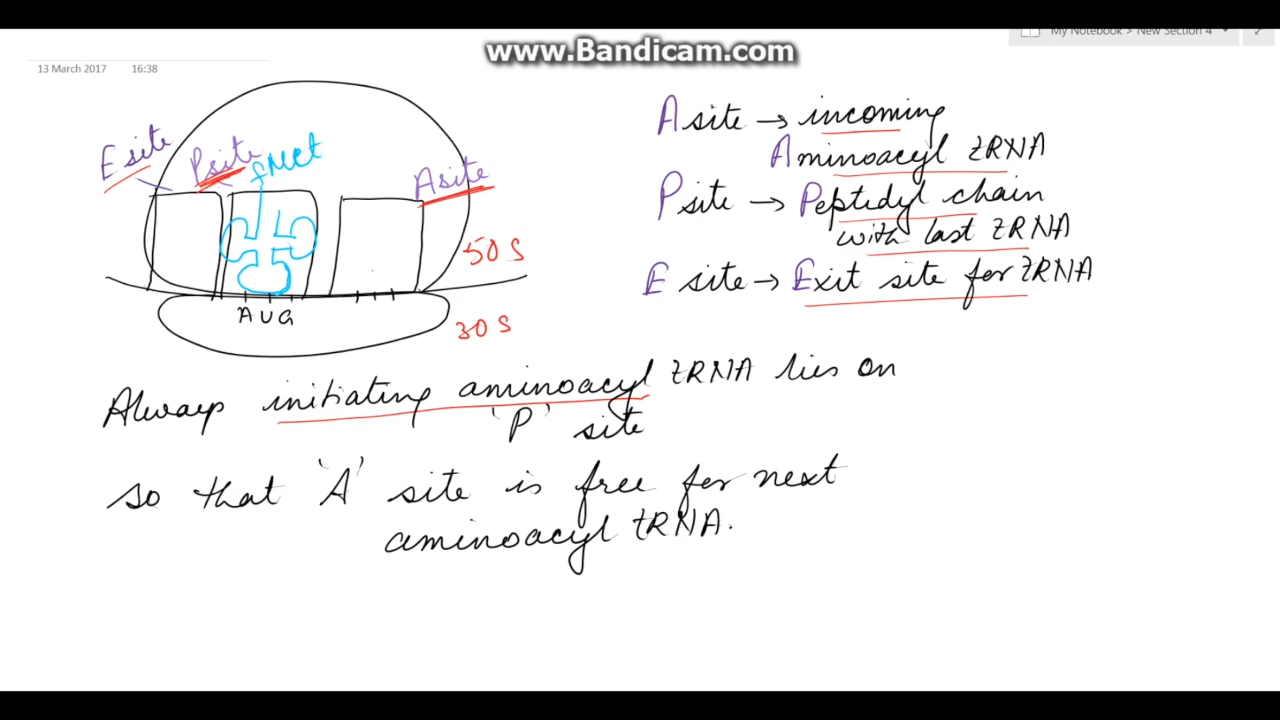 www.Bandicam.com
My Notebook > New Section 4
13 March 2017 16:38
E site
P site
fMet
A site
50 S
AUG
30 S
A site → incoming
Aminoacyl tRNA
P site → Peptidyl chain
with last tRNA
E site → Exit site for tRNA
Always initiating aminoacyl tRNA lies on
'P' site
so that 'A' site is free for next
aminoacyl tRNA.